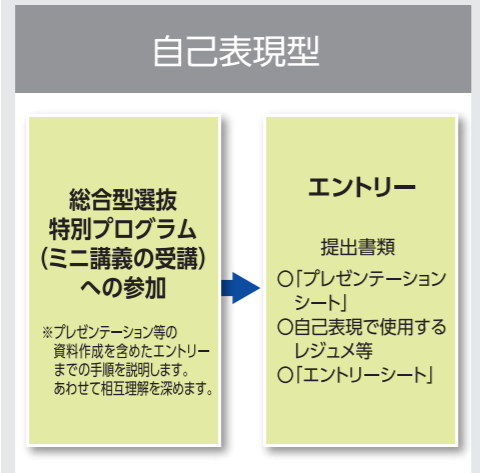 自己表現型
総合型選抜
特別プログラム
(ミニ講義の受講)
への参加
※プレゼンテーション等の
資料作成を含めたエントリー
までの手順を説明します。
あわせて相互理解を深めます。
エントリー
提出書類
〇「プレゼンテーション
シート」
〇自己表現で使用する
レジュメ等
〇「エントリーシート」